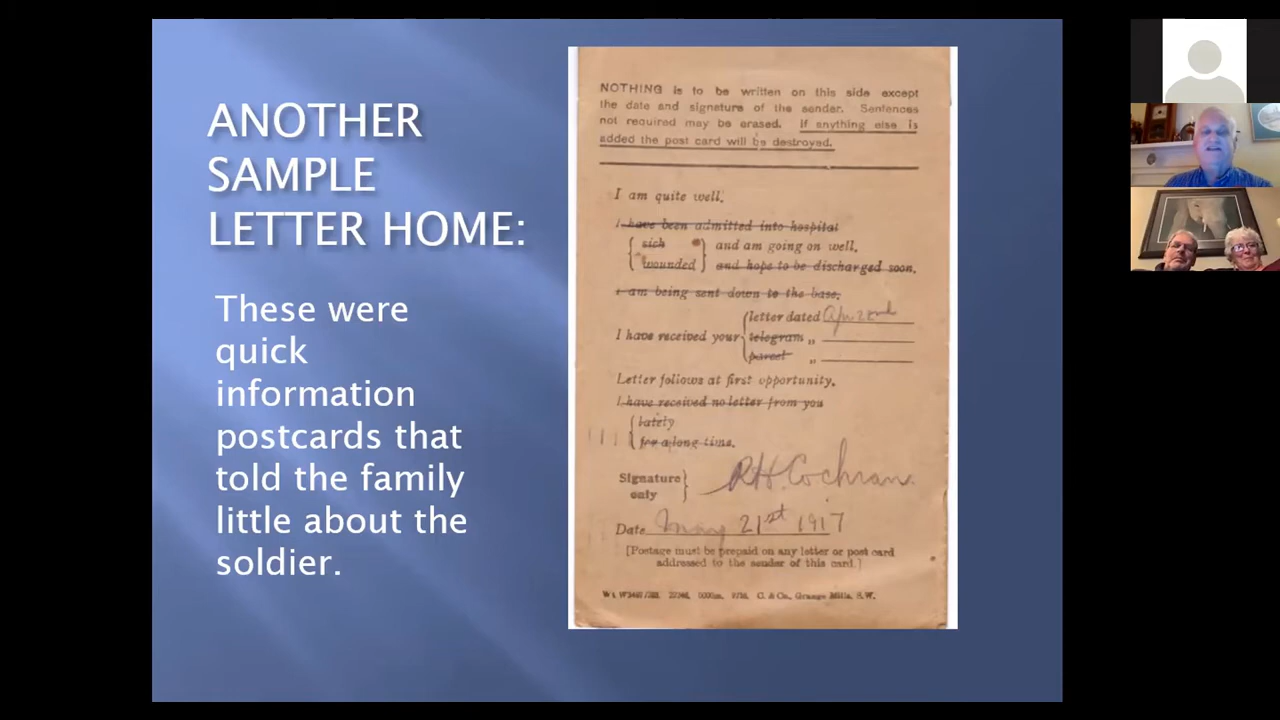 ANOTHER
SAMPLE
LETTER HOME:
These were
quick
information
postcards that
told the family
little about the
soldier.
NOTHING is to be written on this side except
the date and signature of the sender. Sentences
not required may be erased. If anything else is
added the post card will be destroyed.
I am quite well.
I have been admitted into hospital
sick
and am going on well.
wounded
and hope to be discharged soon.
I am being sent down to the base.
letter dated
I have received your
telegram „
parcel „
Letter follows at first opportunity.
I have received no letter from you
lately
for a long time.
Signature
only
R H. Cochran.
Date May 21st 1917
[Postage must be prepaid on any letter or post card
addressed to the sender of this card.]
C. & Co., Grange Mills, S.W.